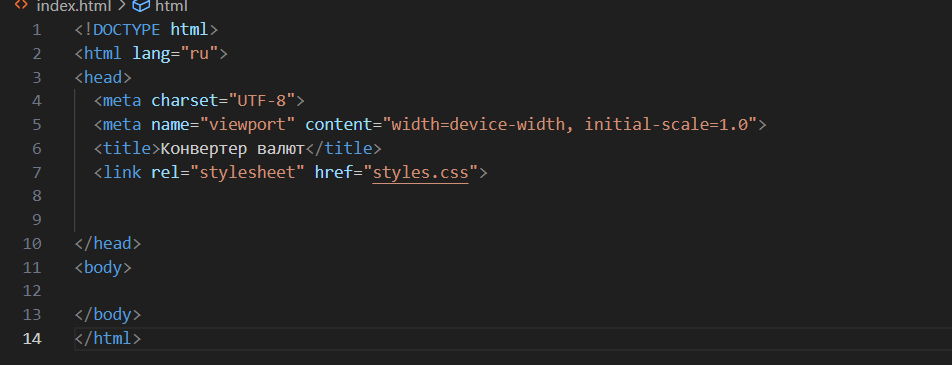 index.html > html
1 <!DOCTYPE html>
2 <html lang="ru">
3 <head>
4 <meta charset="UTF-8">
5 <meta name="viewport" content="width=device-width, initial-scale=1.0">
6 <title>Конвертер валют</title>
7 <link rel="stylesheet" href="styles.css">
8
9
10 </head>
11 <body>
12
13 </body>
14 </html>